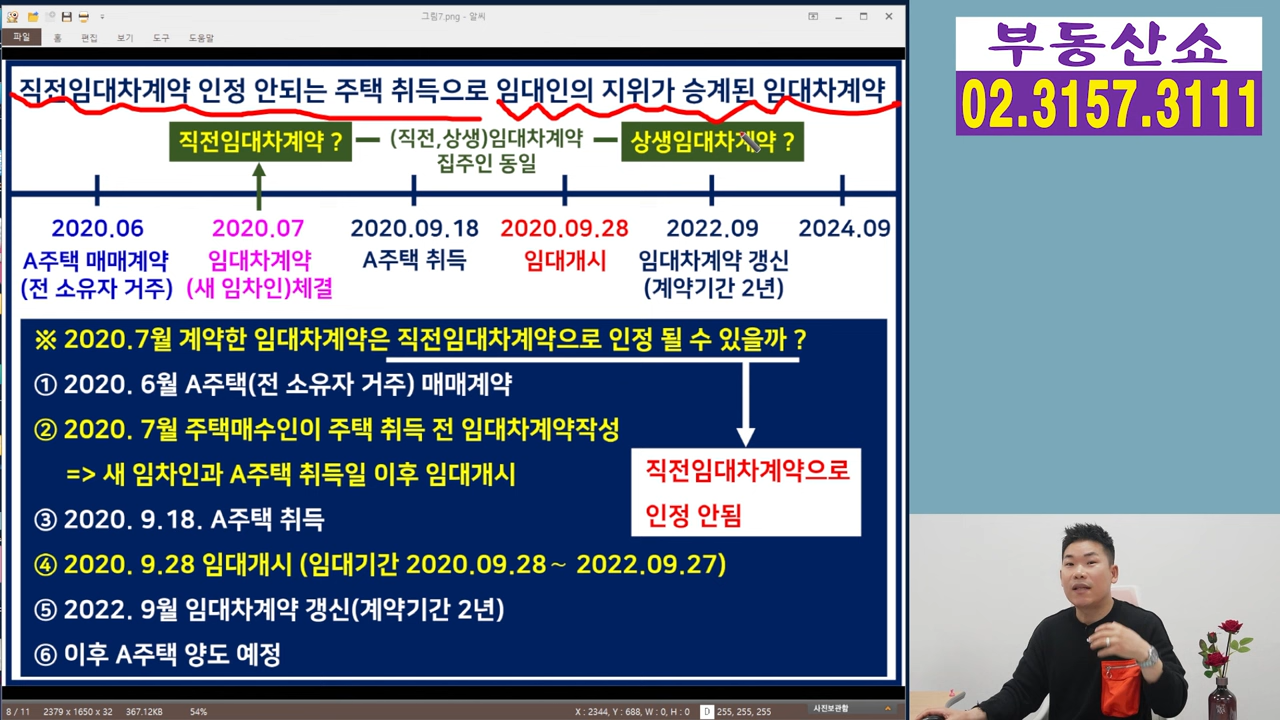 그림7.png - 알씨
파일 홈 편집 보기 도구 도움말
직전임대차계약 인정 안되는 주택 취득으로 임대인의 지위가 승계된 임대차계약
직전임대차계약 ?
(직전,상생)임대차계약
집주인 동일
상생임대차계약 ?
2020.06
A주택 매매계약
(전 소유자 거주)
2020.07
임대차계약
(새 임차인)체결
2020.09.18
A주택 취득
2020.09.28
임대개시
2022.09
임대차계약 갱신
(계약기간 2년)
2024.09
※ 2020.7월 계약한 임대차계약은 직전임대차계약으로 인정 될 수 있을까 ?
① 2020. 6월 A주택(전 소유자 거주) 매매계약
② 2020. 7월 주택매수인이 주택 취득 전 임대차계약작성
=> 새 임차인과 A주택 취득일 이후 임대개시
직전임대차계약으로
인정 안됨
③ 2020. 9.18. A주택 취득
④ 2020. 9.28 임대개시 (임대기간 2020.09.28~ 2022.09.27)
⑤ 2022. 9월 임대차계약 갱신(계약기간 2년)
⑥ 이후 A주택 양도 예정
8 / 11 2379 x 1650 x 32 367.12KB 54% X : 2344, Y : 688, W : 0, H : 0 D 255, 255, 255 사진보관함
부동산쇼
02.3157.3111